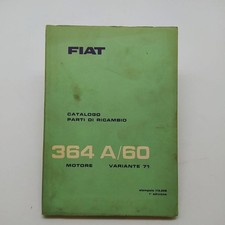 FIAT
CATALOGO
PARTI DI RICAMBIO
364 A/60
MOTORE VARIANTE 71